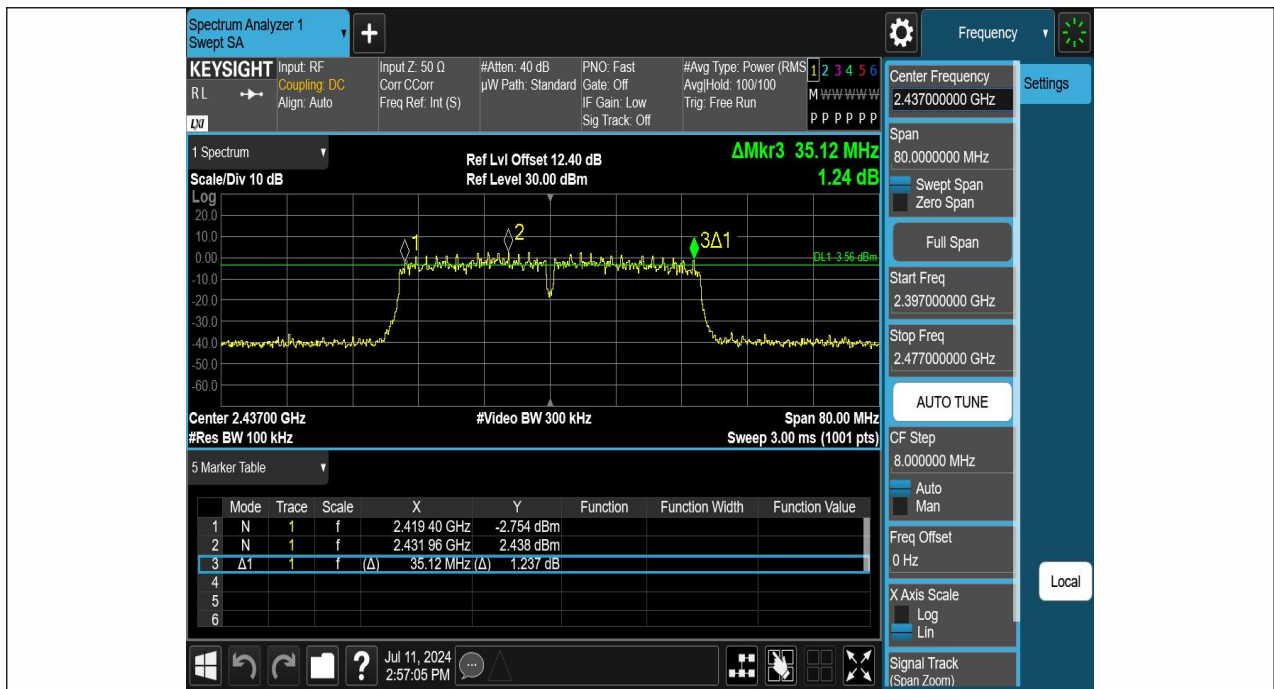 Spectrum Analyzer 1
Swept SA
+
Frequency
KEYSIGHT
RL
LXI
Input: RF
Coupling: DC
Align: Auto
Input Z: 50 Ω
Corr CCorr
Freq Ref: Int (S)
#Atten: 40 dB
µW Path: Standard
PNO: Fast
Gate: Off
IF Gain: Low
Sig Track: Off
#Avg Type: Power (RMS
Avg|Hold: 100/100
Trig: Free Run
1 2 3 4 5 6
M W W W W W
P P P P P P
1 Spectrum
Scale/Div 10 dB
Ref Lvl Offset 12.40 dB
Ref Level 30.00 dBm
ΔMkr3 35.12 MHz
1.24 dB
Log
20.0
10.0
0.00
-10.0
-20.0
-30.0
-40.0
-50.0
-60.0
1
2
3Δ1
DL1 -3.56 dBm
Center 2.43700 GHz
#Res BW 100 kHz
#Video BW 300 kHz
Span 80.00 MHz
Sweep 3.00 ms (1001 pts)
5 Marker Table
Mode Trace Scale X Y Function Function Width Function Value
1 N 1 f 2.419 40 GHz -2.754 dBm
2 N 1 f 2.431 96 GHz 2.438 dBm
3 Δ1 1 f (Δ) 35.12 MHz (Δ) 1.237 dB
4
5
6
?
Jul 11, 2024
2:57:05 PM
Center Frequency
2.437000000 GHz
Span
80.0000000 MHz
Swept Span
Zero Span
Full Span
Start Freq
2.397000000 GHz
Stop Freq
2.477000000 GHz
AUTO TUNE
CF Step
8.000000 MHz
Auto
Man
Freq Offset
0 Hz
X Axis Scale
Log
Lin
Signal Track
(Span Zoom)
Settings
Local